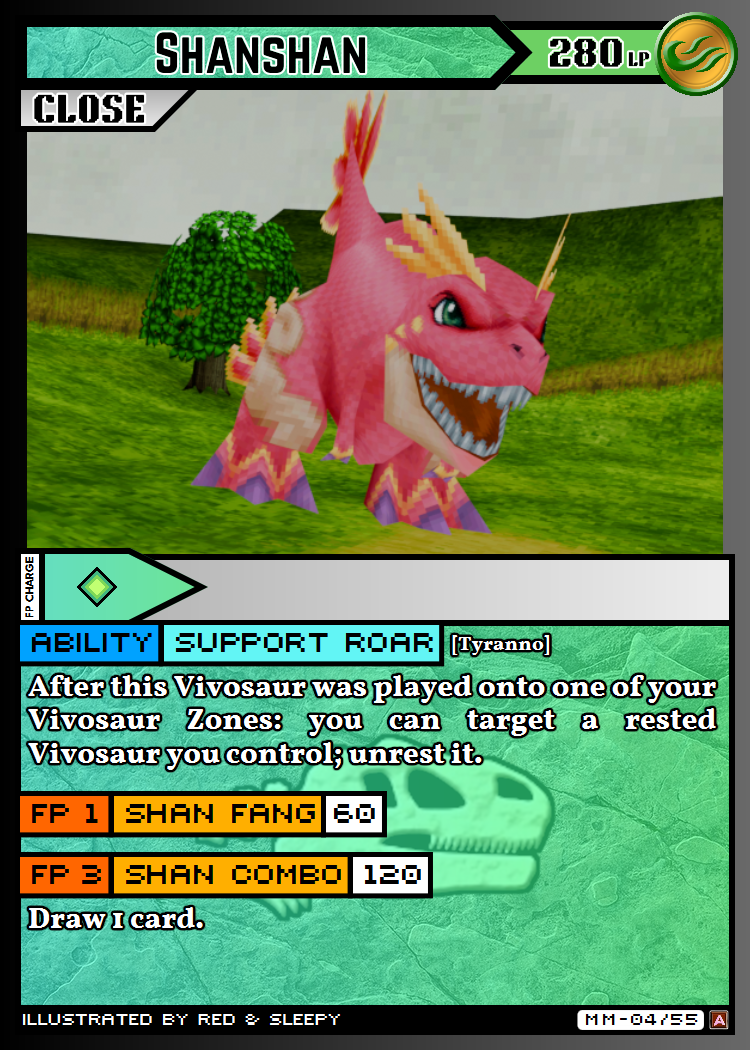 SHANSHAN
280 LP
CLOSE
FP CHARGE
ABILITY SUPPORT ROAR [Tyranno]
After this Vivosaur was played onto one of your
Vivosaur Zones: you can target a rested
Vivosaur you control; unrest it.
FP 1 SHAN FANG 60
FP 3 SHAN COMBO 120
Draw 1 card.
ILLUSTRATED BY RED & SLEEPY
MM-04/55 A